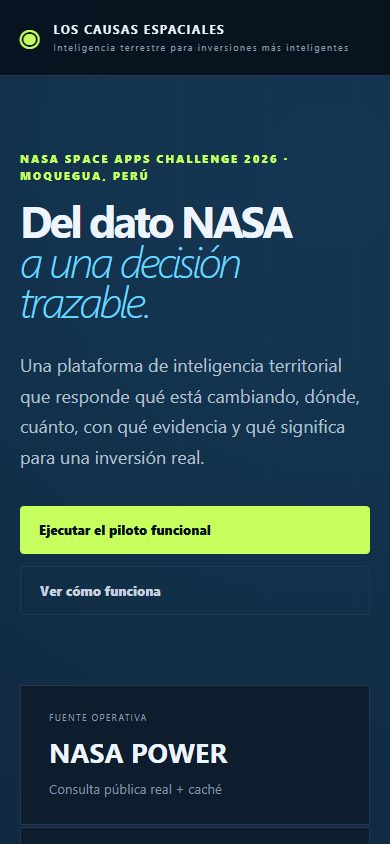 LOS CAUSAS ESPACIALES
Inteligencia terrestre para inversiones más inteligentes
NASA SPACE APPS CHALLENGE 2026 ·
MOQUEGUA, PERÚ
Del dato NASA
a una decisión
trazable.
Una plataforma de inteligencia territorial
que responde qué está cambiando, dónde,
cuánto, con qué evidencia y qué significa
para una inversión real.
Ejecutar el piloto funcional
Ver cómo funciona
FUENTE OPERATIVA
NASA POWER
Consulta pública real + caché